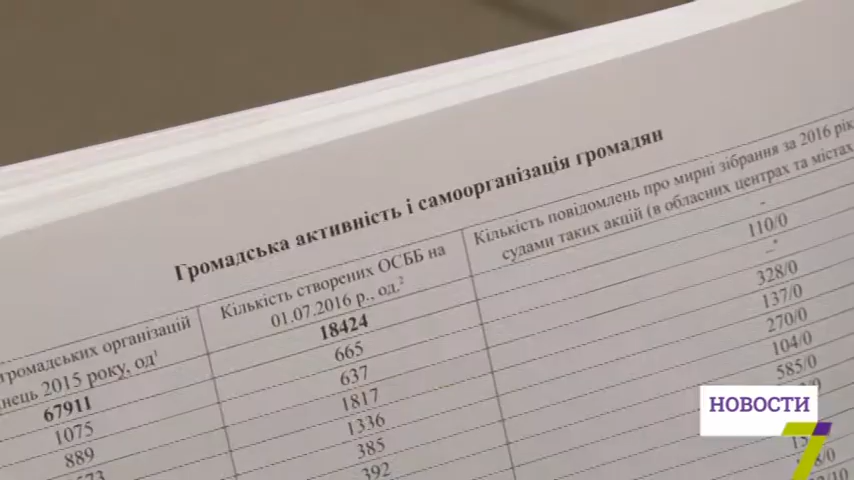 Громадська активність і самоорганізація громадян
громадських організацій
нець 2015 року, од¹
Кількість створених ОСББ на
01.07.2016 р., од.²
Кількість повідомлень про мирні зібрання за 2016 рік
судами таких акцій (в обласних центрах та містах
67911
18424
-
1075
665
110/0
889
637
–*
1817
328/0
1336
137/0
385
270/0
392
104/0
585/0
НОВОСТИ
7